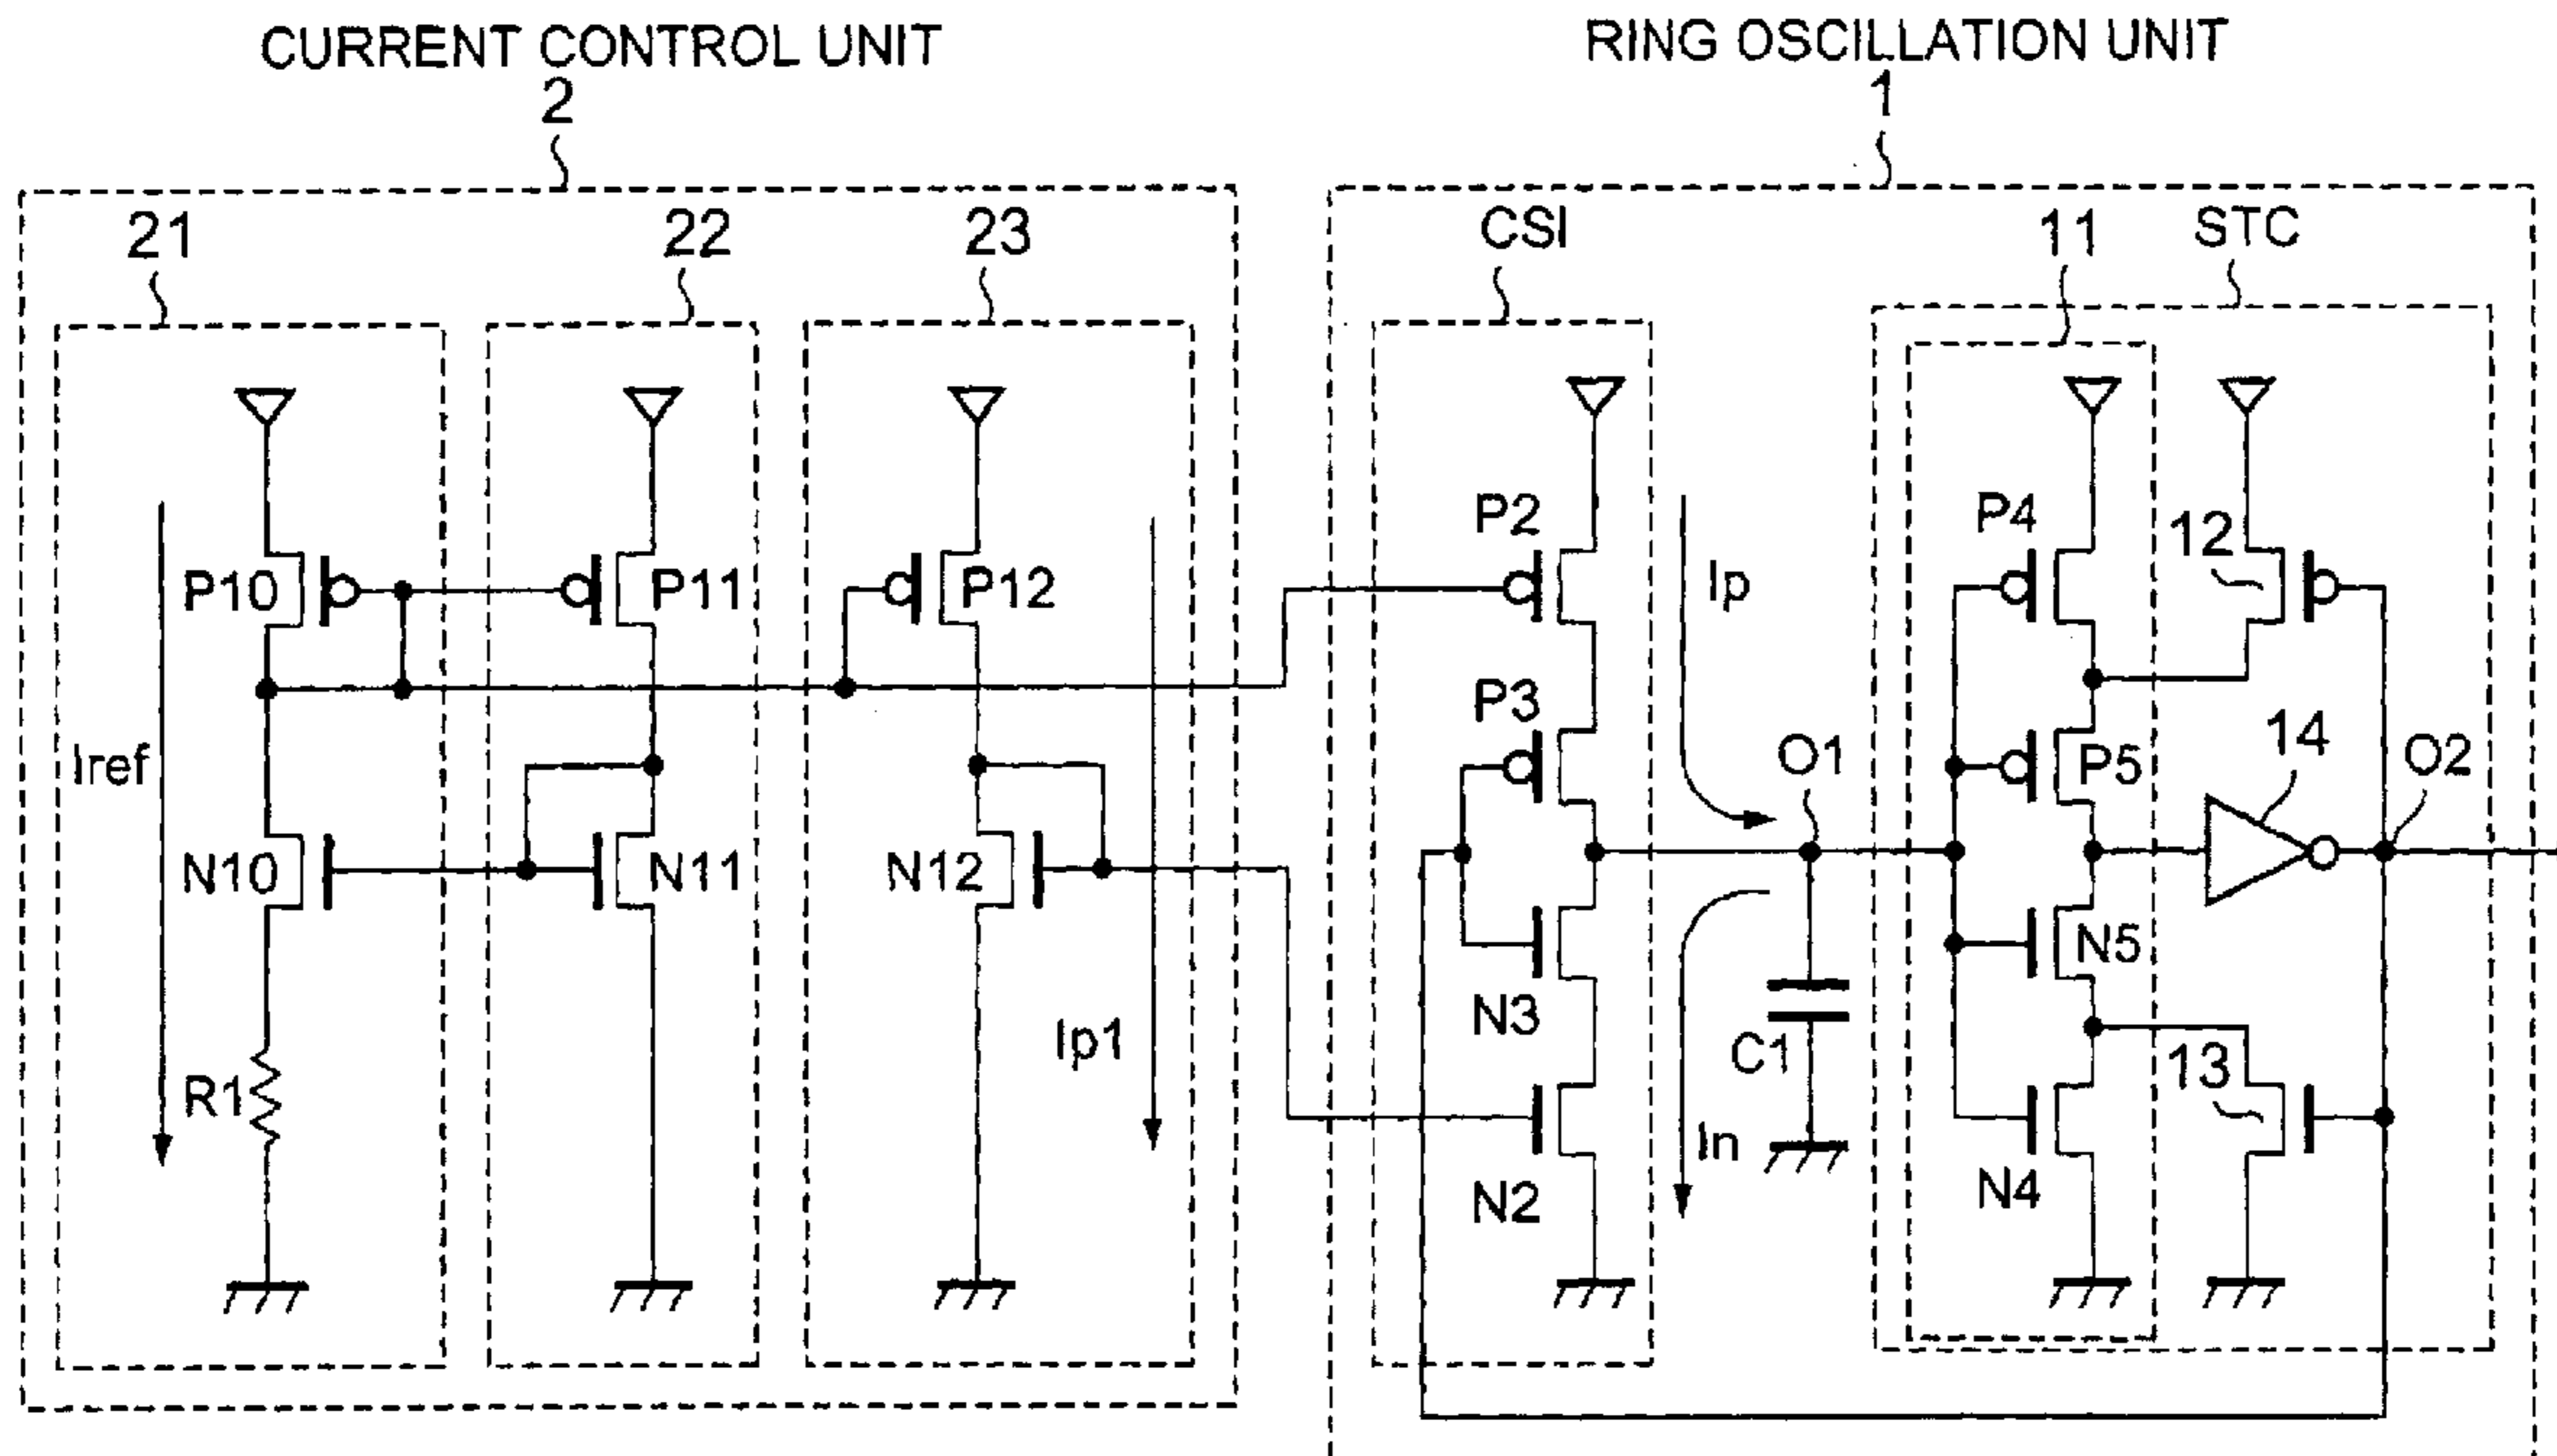 CURRENT CONTROL UNIT
2
RING OSCILLATION UNIT
1
21
22
23
CSI
11
STC
P10
P11
P12
P2
P3
Ip
P4
12
Iref
O1
P5
14
O2
N10
N11
N12
N3
N5
R1
Ip1
C1
13
In
N2
N4